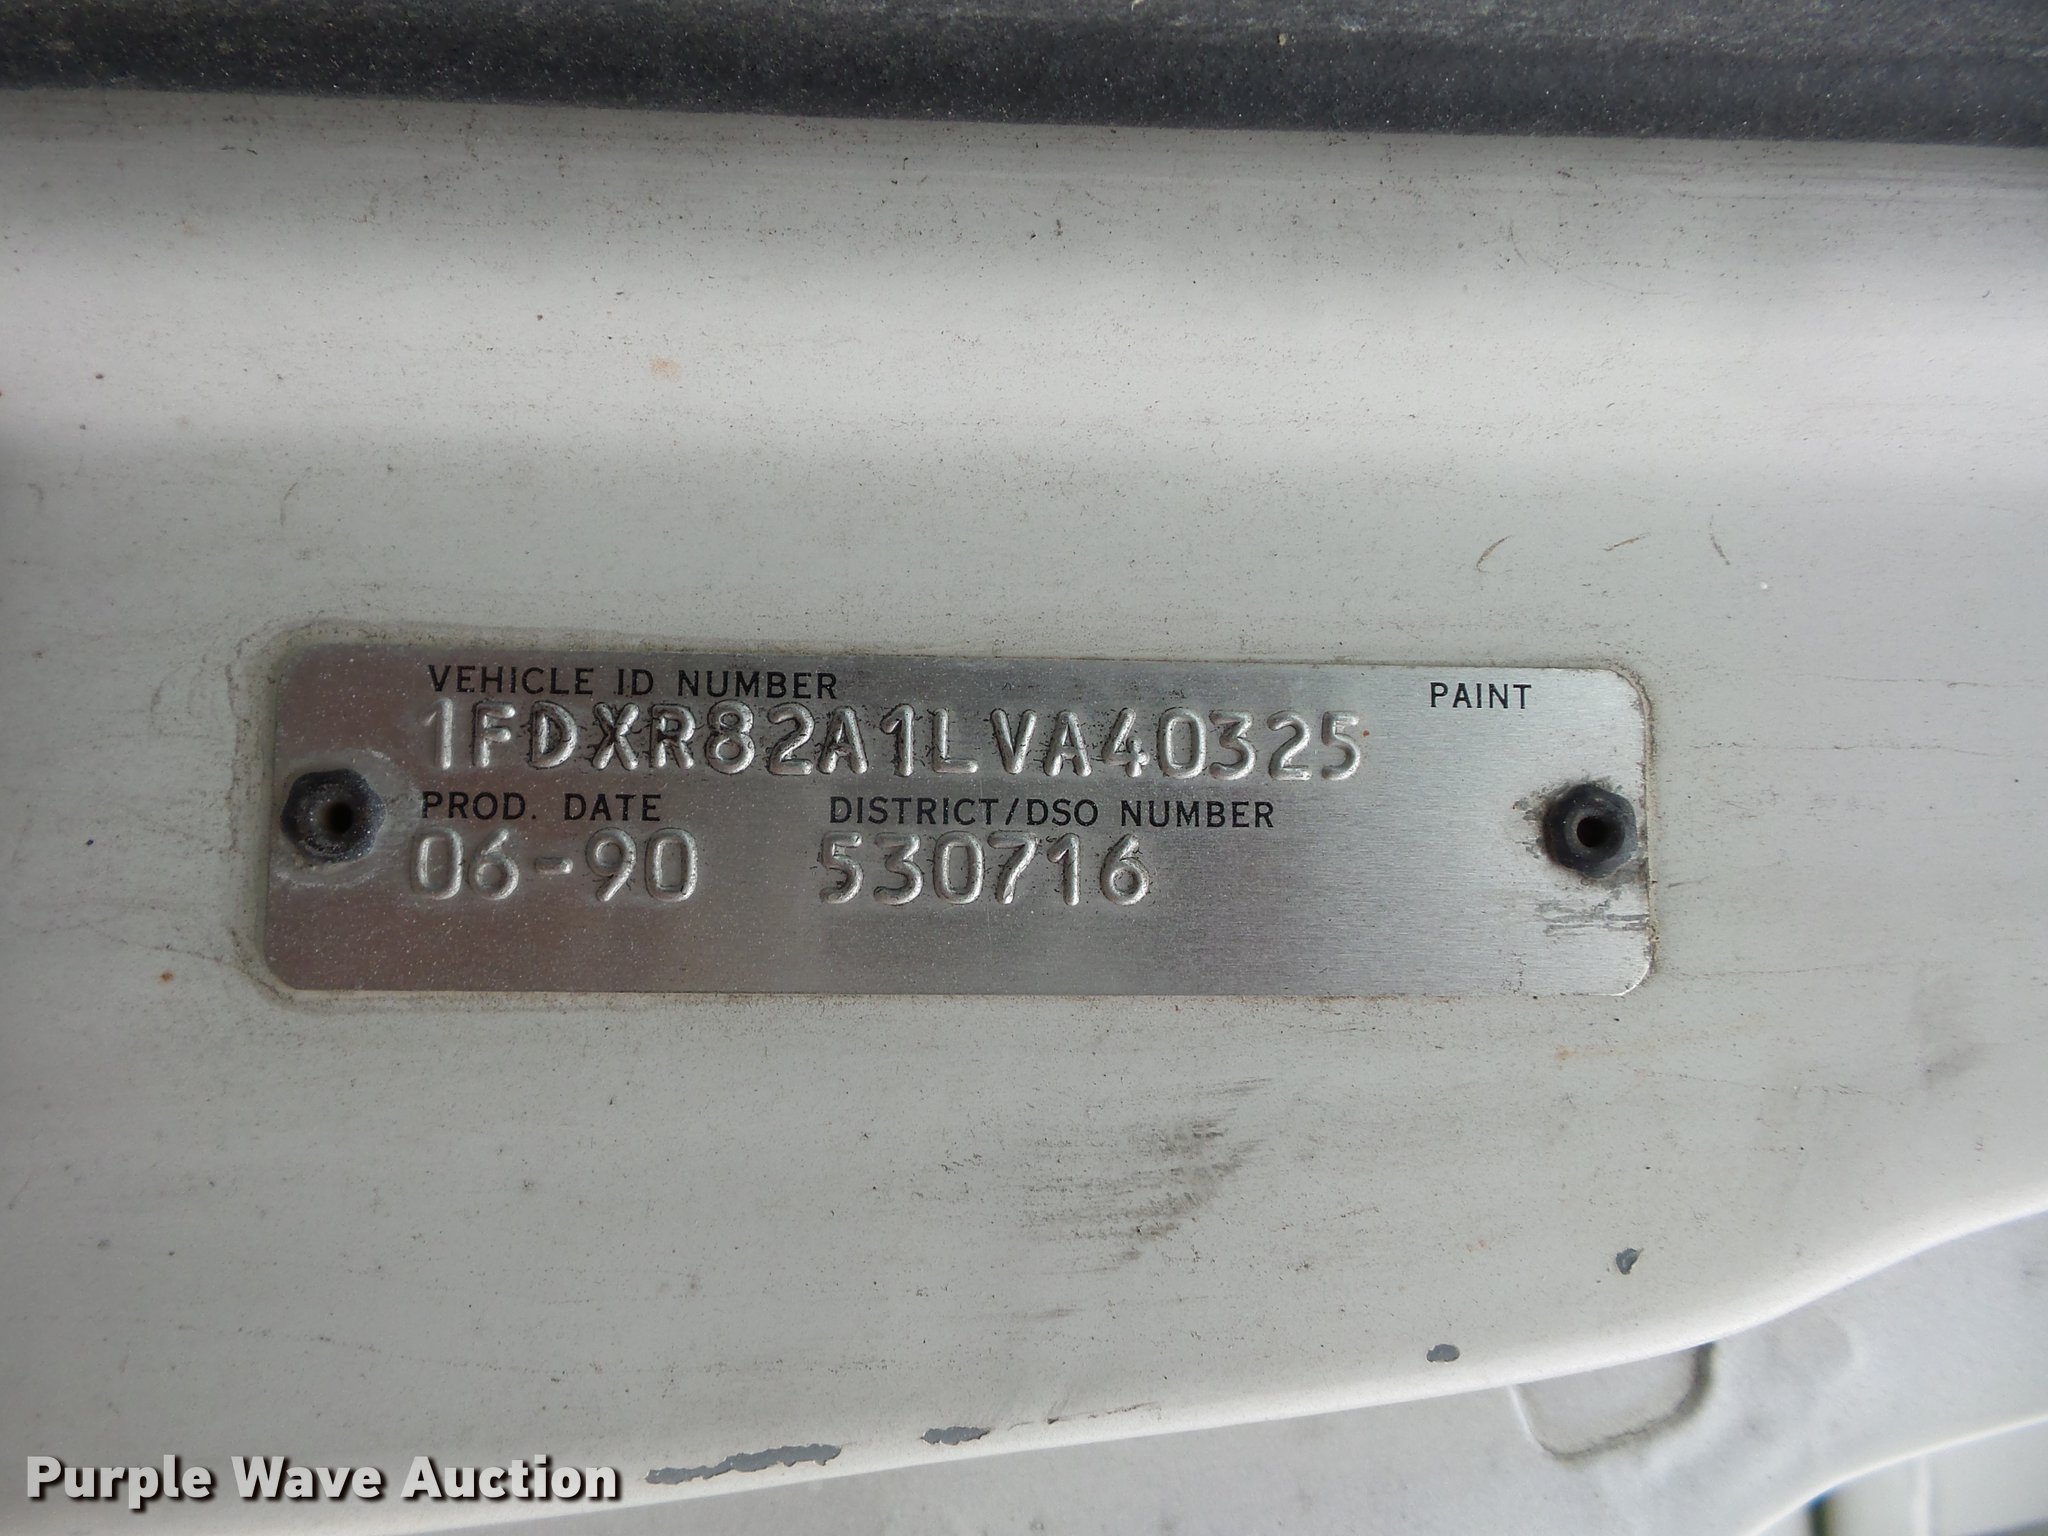 VEHICLE ID NUMBER PAINT
1FDXR82A1LVA40325
PROD. DATE DISTRICT/DSO NUMBER
06-90 530716
Purple Wave Auction